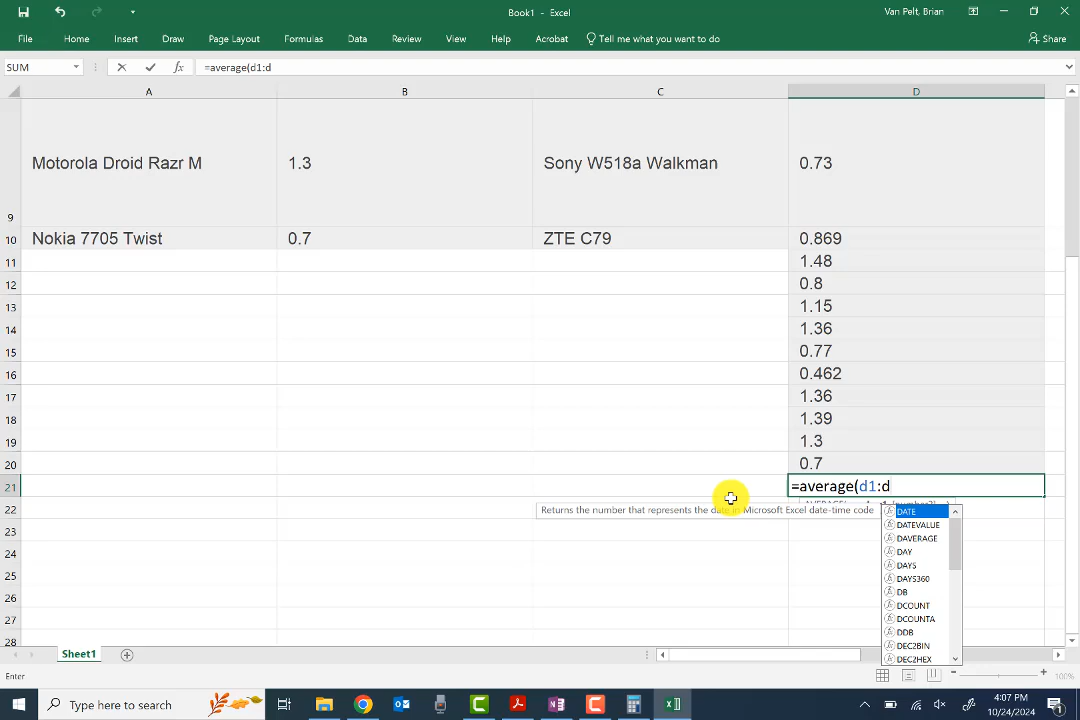 Book1 - Excel
Van Pelt, Brian
File Home Insert Draw Page Layout Formulas Data Review View Help Acrobat Tell me what you want to do Share
SUM fx =average(d1:d
A B C D
9 Motorola Droid Razr M 1.3 Sony W518a Walkman 0.73
10 Nokia 7705 Twist 0.7 ZTE C79 0.869
11 1.48
12 0.8
13 1.15
14 1.36
15 0.77
16 0.462
17 1.36
18 1.39
19 1.3
20 0.7
21 =average(d1:d
22 Returns the number that represents the date in Microsoft Excel date-time code
DATE
DATEVALUE
DAVERAGE
DAY
DAYS
DAYS360
DB
DCOUNT
DCOUNTA
DDB
DEC2BIN
DEC2HEX
23
24
25
26
27
28
Sheet1
Enter 100%
Type here to search
4:07 PM
10/24/2024
1